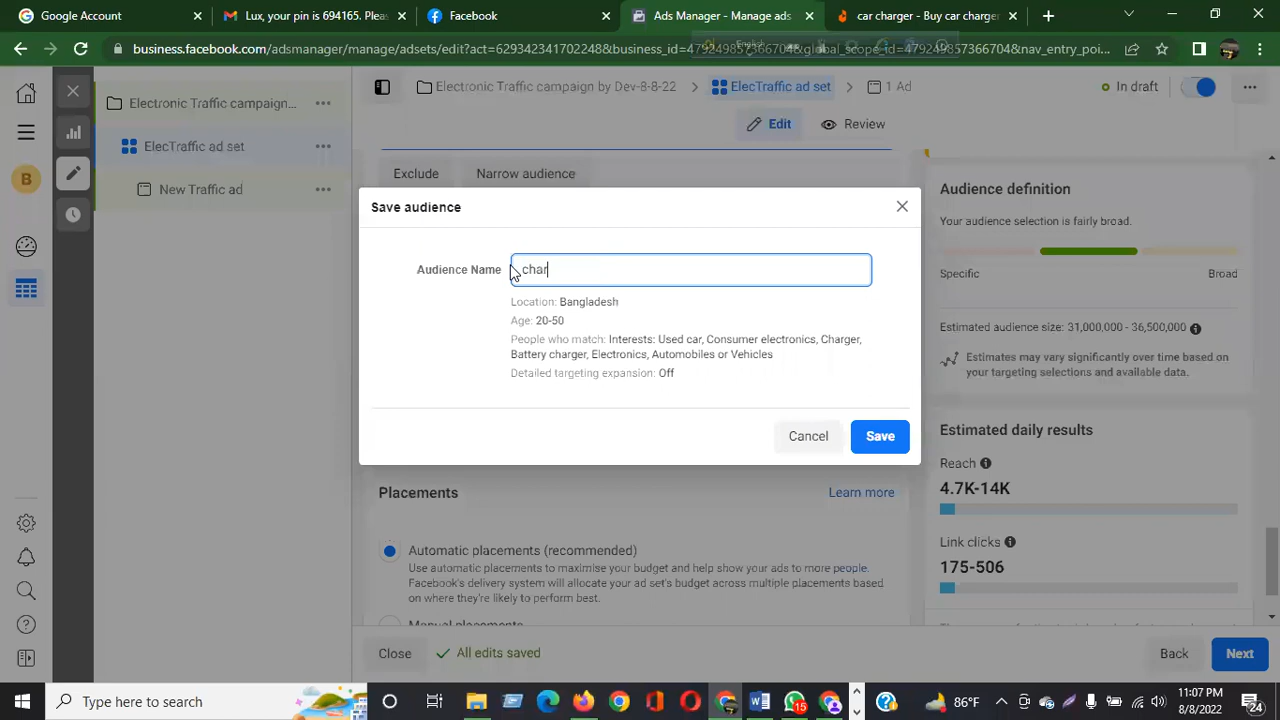 Google Account
Lux, your pin is 694165. Pleas
Facebook
Ads Manager - Manage ads
car charger - Buy car charger
business.facebook.com/adsmanager/manage/adsets/edit?act=629342341702248&business_id=479249857366704&global_scope_id=479249857366704&nav_entry_poi...
English
Electronic Traffic campaign...
ElecTraffic ad set
New Traffic ad
Electronic Traffic campaign by Dev-8-8-22
ElecTraffic ad set
1 Ad
In draft
Edit
Review
Exclude
Narrow audience
Save audience
Audience Name
char
Location: Bangladesh
Age: 20-50
People who match: Interests: Used car, Consumer electronics, Charger,
Battery charger, Electronics, Automobiles or Vehicles
Detailed targeting expansion: Off
Cancel
Save
Audience definition
Your audience selection is fairly broad.
Specific
Broad
Estimated audience size: 31,000,000 - 36,500,000
Estimates may vary significantly over time based on
your targeting selections and available data.
Estimated daily results
Reach
4.7K-14K
Link clicks
175-506
Placements
Learn more
Automatic placements (recommended)
Use automatic placements to maximise your budget and help show your ads to more people.
Facebook's delivery system will allocate your ad set's budget across multiple placements based
on where they're likely to perform best.
Manual placements
Close
All edits saved
Back
Next
B
Type here to search
15
86°F
11:07 PM
8/8/2022
24